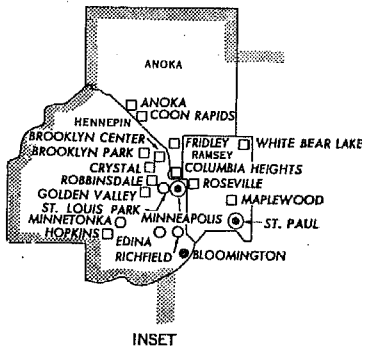 ANOKA
ANOKA
COON RAPIDS
HENNEPIN
BROOKLYN CENTER
FRIDLEY
WHITE BEAR LAKE
RAMSEY
BROOKLYN PARK
COLUMBIA HEIGHTS
CRYSTAL
ROBBINSDALE
ROSEVILLE
GOLDEN VALLEY
MAPLEWOOD
ST. LOUIS PARK
MINNETONKA
MINNEAPOLIS
ST. PAUL
HOPKINS
EDINA
RICHFIELD
BLOOMINGTON
INSET